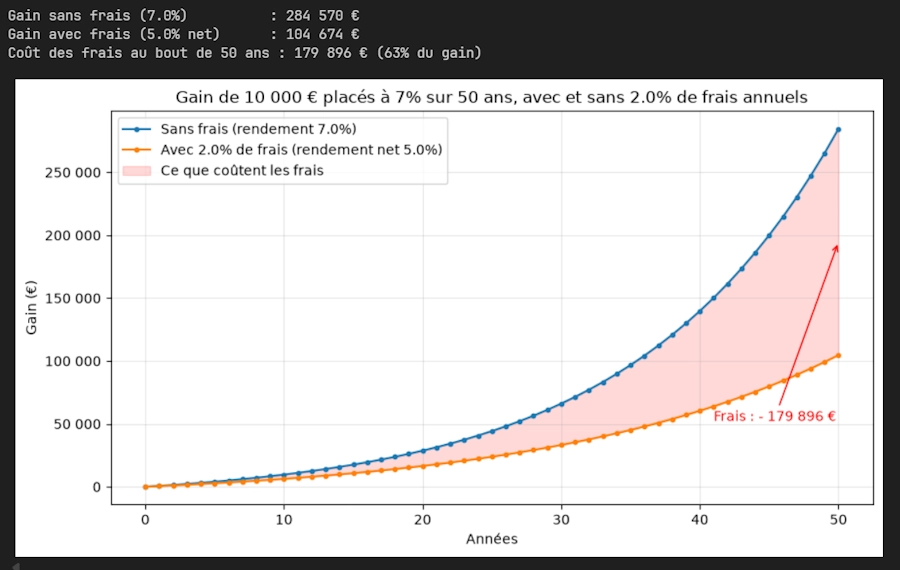 Gain sans frais (7.0%)          : 284 570 €
Gain avec frais (5.0% net)      : 104 674 €
Coût des frais au bout de 50 ans : 179 896 € (63% du gain)
Gain de 10 000 € placés à 7% sur 50 ans, avec et sans 2.0% de frais annuels
Sans frais (rendement 7.0%)
Avec 2.0% de frais (rendement net 5.0%)
Ce que coûtent les frais
250 000
200 000
150 000
100 000
50 000
0
Gain (€)
Frais : - 179 896 €
0 10 20 30 40 50
Années